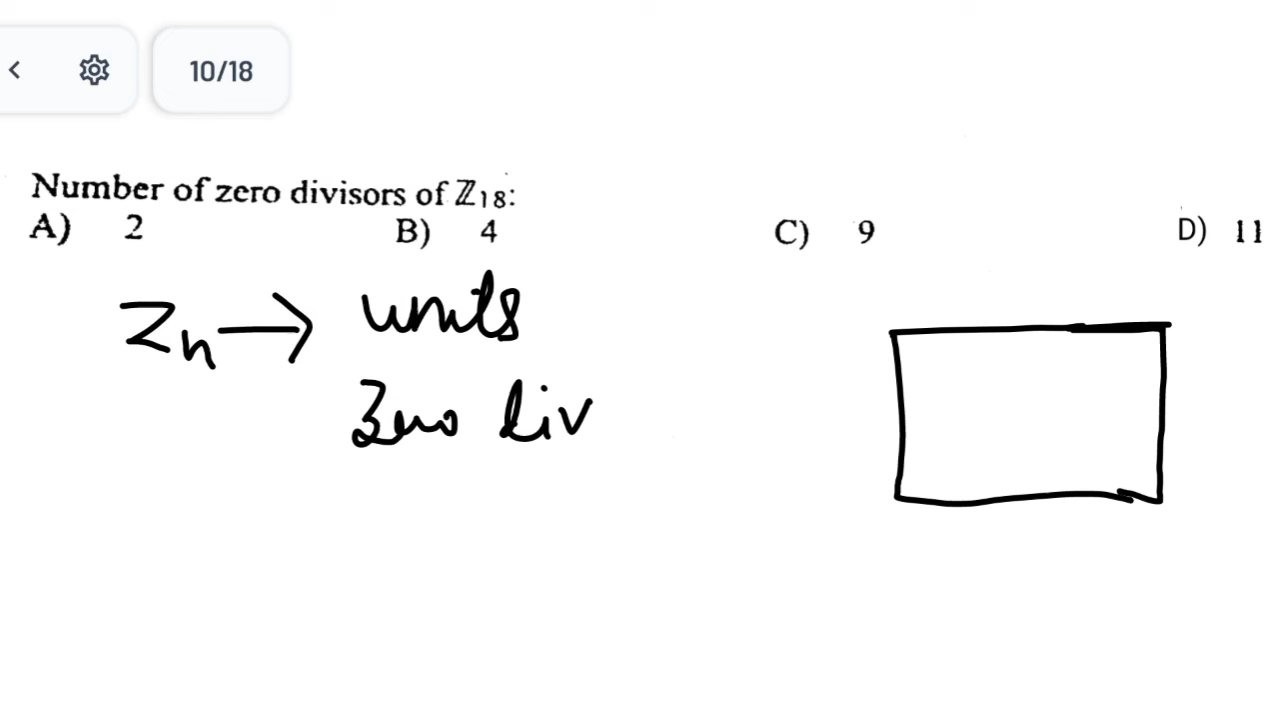 10/18
Number of zero divisors of ℤ₁₈:
A) 2 B) 4 C) 9 D) 11
Zn → units
Zero div